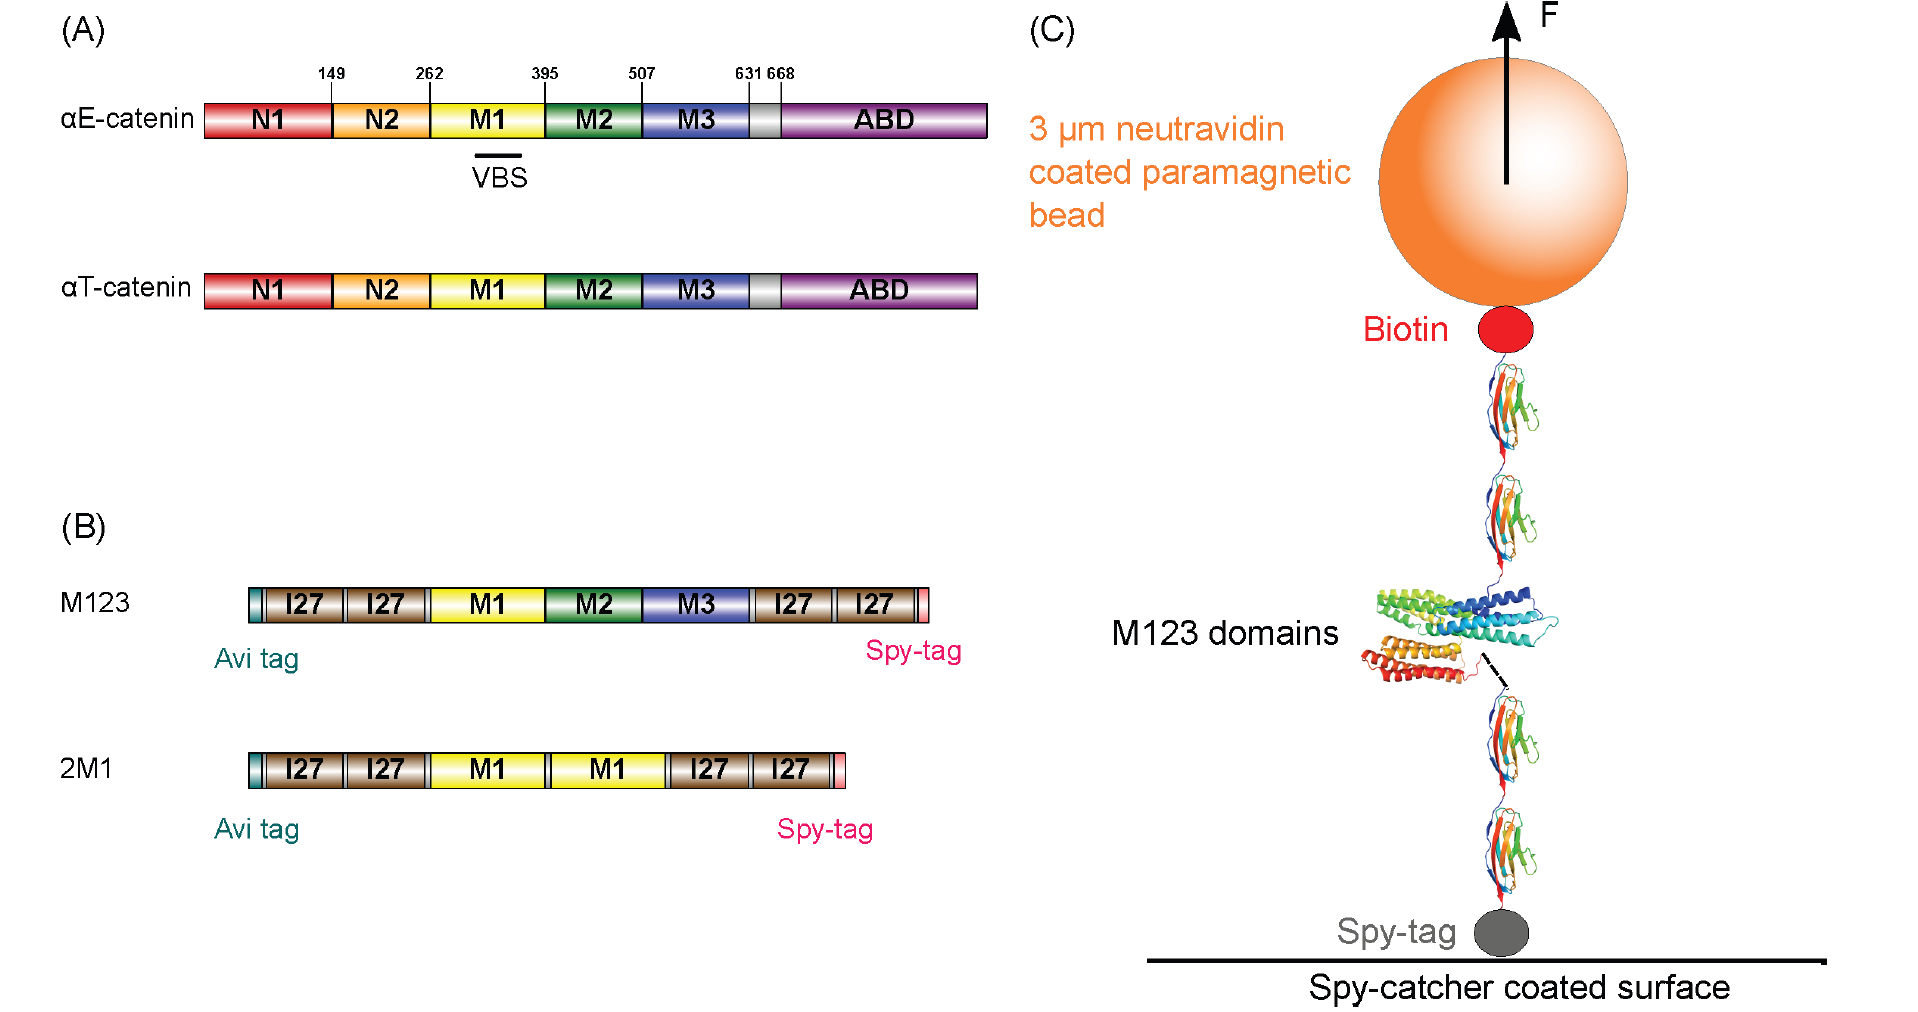 (A)
149 262 395 507 631 668
αE-catenin N1 N2 M1 M2 M3 ABD
VBS
αT-catenin N1 N2 M1 M2 M3 ABD
(B)
M123 I27 I27 M1 M2 M3 I27 I27
Avi tag Spy-tag
2M1 I27 I27 M1 M1 I27 I27
Avi tag Spy-tag
(C)
F
3 µm neutravidin
coated paramagnetic
bead
Biotin
M123 domains
Spy-tag
Spy-catcher coated surface